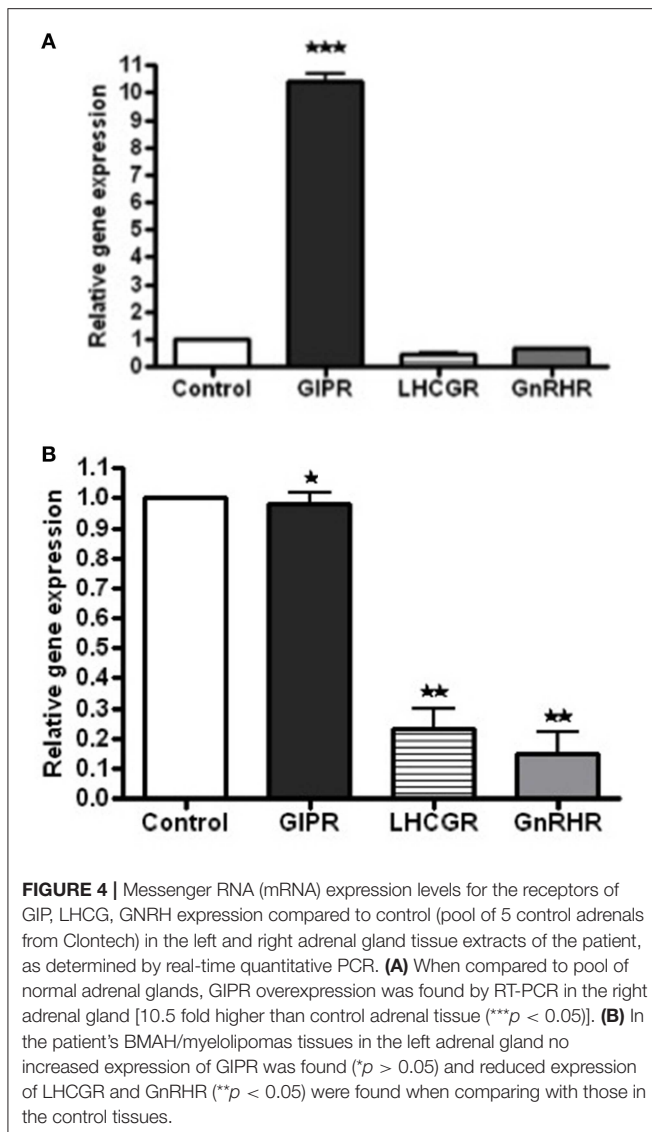 A
★★★
Relative gene expression
11
10
9
8
7
6
5
4
3
2
1
0
Control GIPR LHCGR GnRHR
B
★
★★
★★
Relative gene expression
1.1
1.0
0.9
0.8
0.7
0.6
0.5
0.4
0.3
0.2
0.1
0.0
Control GIPR LHCGR GnRHR
FIGURE 4 | Messenger RNA (mRNA) expression levels for the receptors of
GIP, LHCG, GNRH expression compared to control (pool of 5 control adrenals
from Clontech) in the left and right adrenal gland tissue extracts of the patient,
as determined by real-time quantitative PCR. (A) When compared to pool of
normal adrenal glands, GIPR overexpression was found by RT-PCR in the right
adrenal gland [10.5 fold higher than control adrenal tissue (***p < 0.05)]. (B) In
the patient's BMAH/myelolipomas tissues in the left adrenal gland no
increased expression of GIPR was found (*p > 0.05) and reduced expression
of LHCGR and GnRHR (**p < 0.05) were found when comparing with those in
the control tissues.